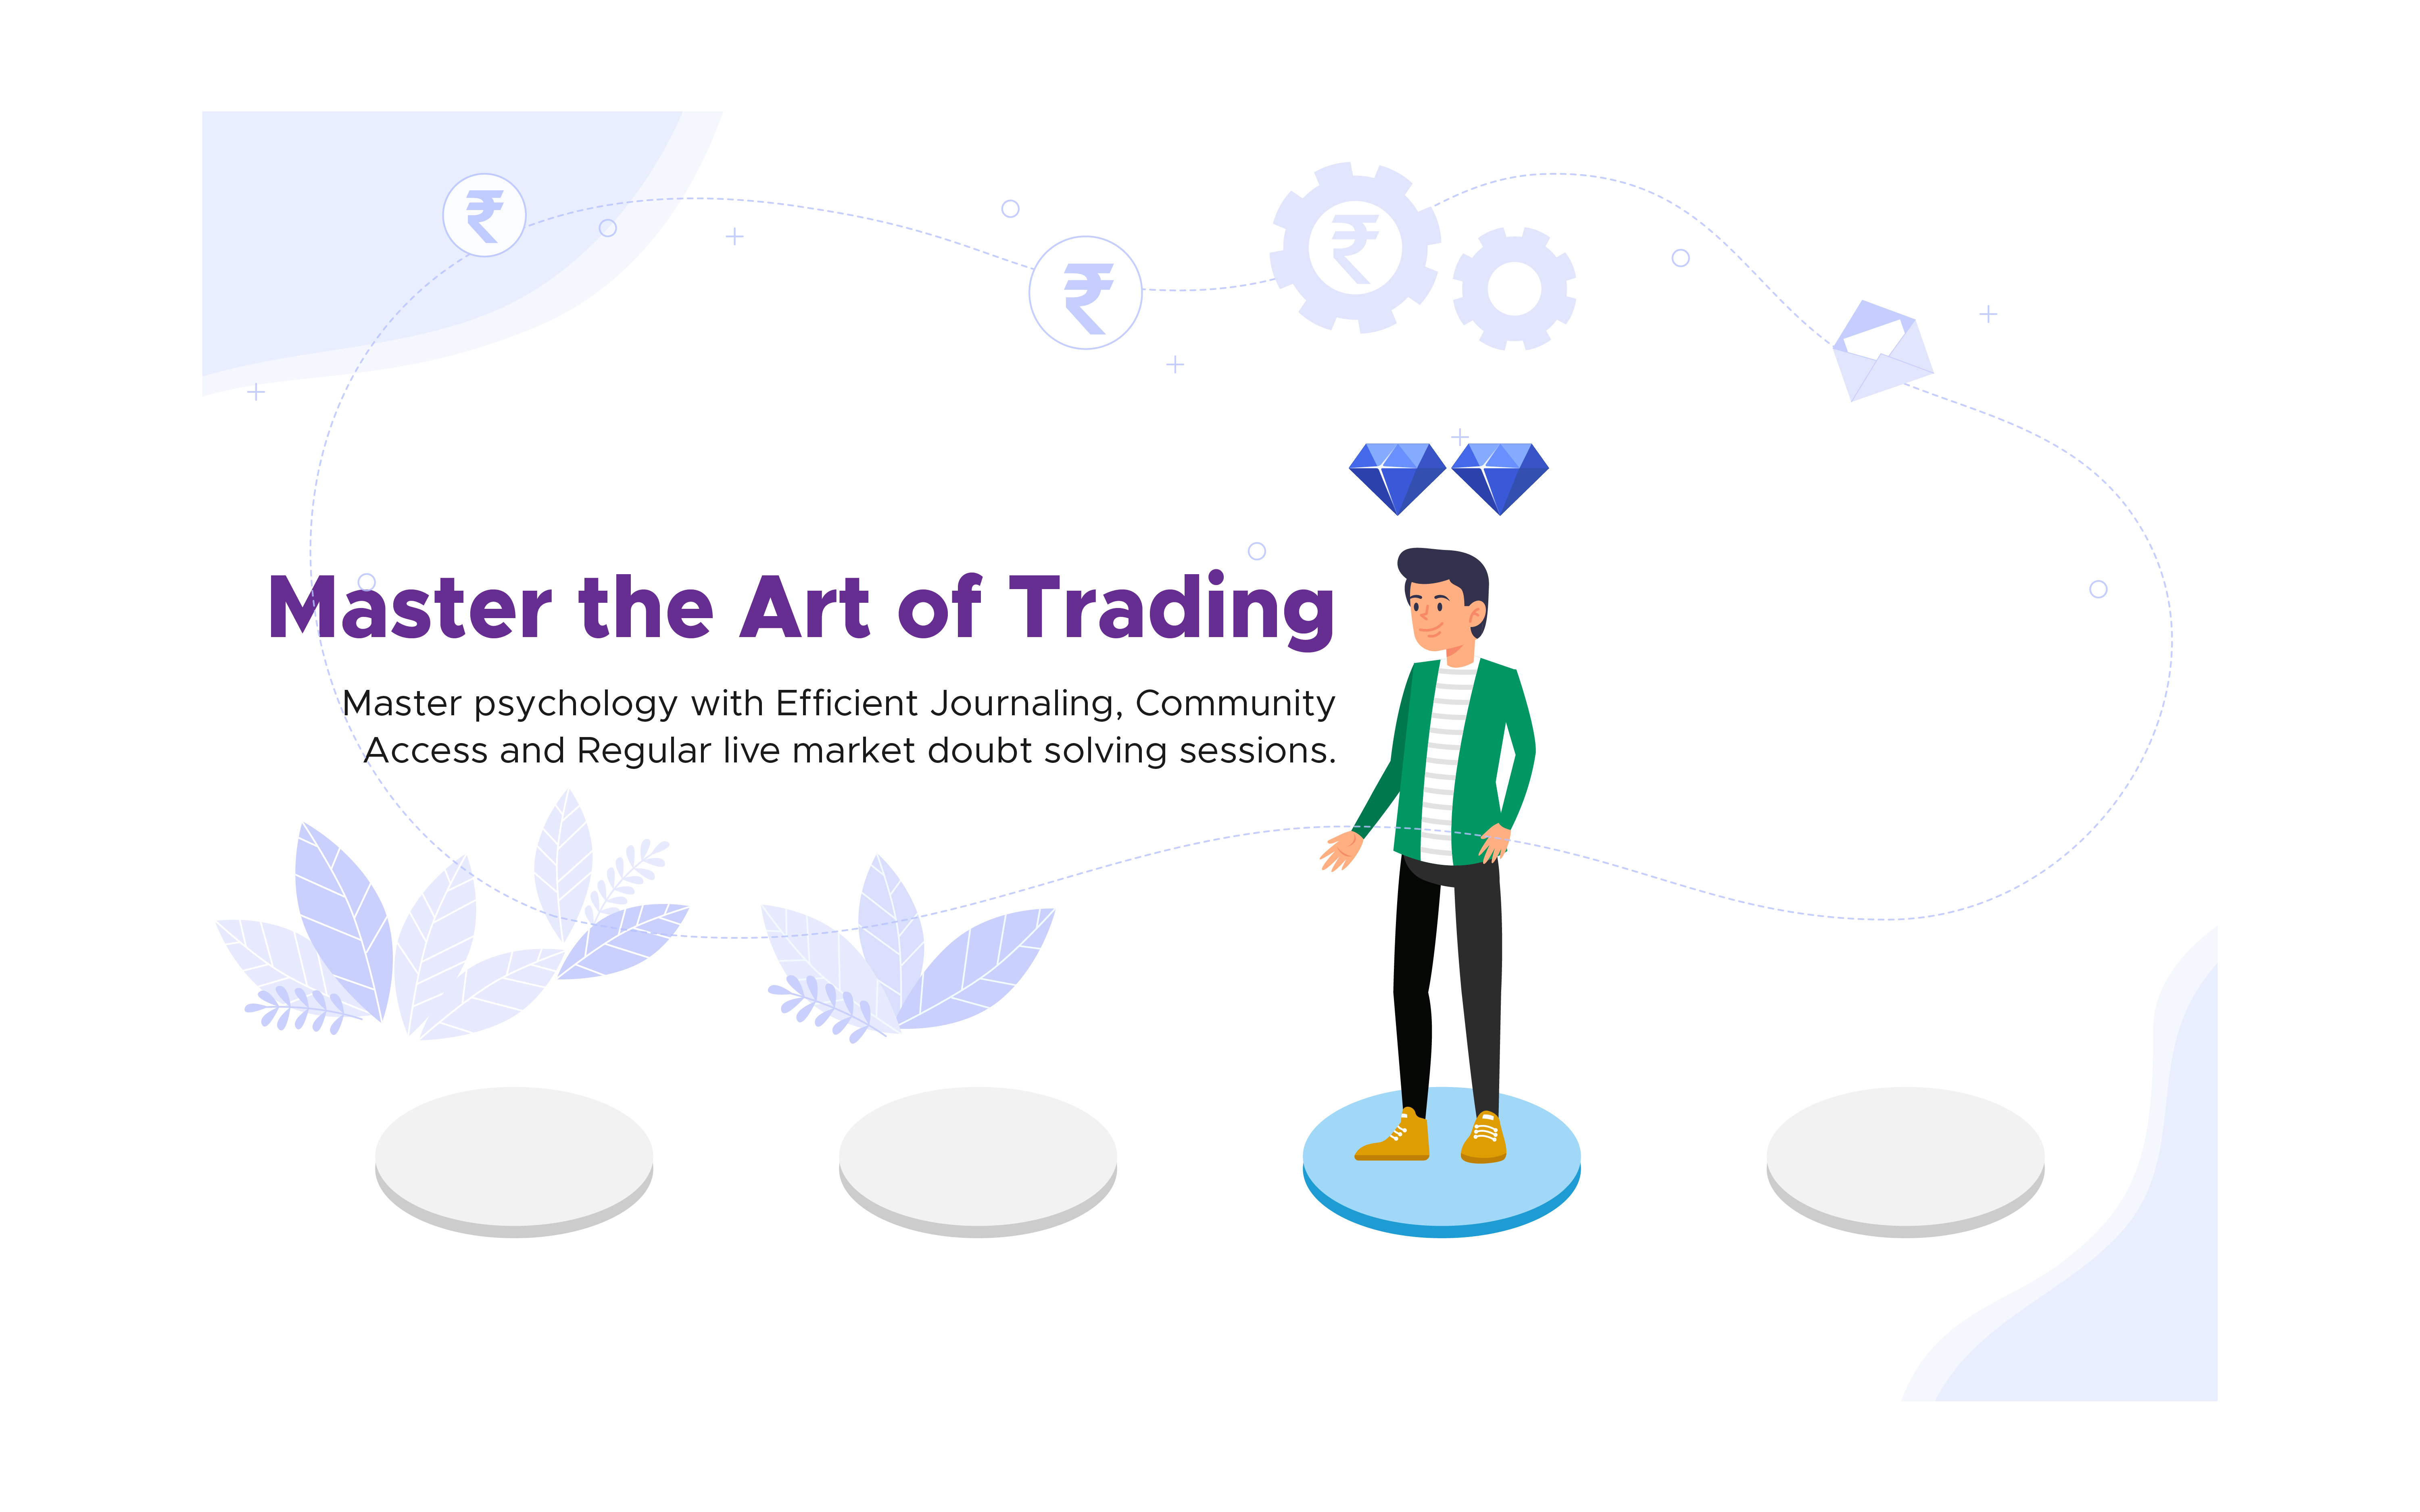 ₹
₹
₹
Master the Art of Trading
Master psychology with Efficient Journaling, Community
Access and Regular live market doubt solving sessions.